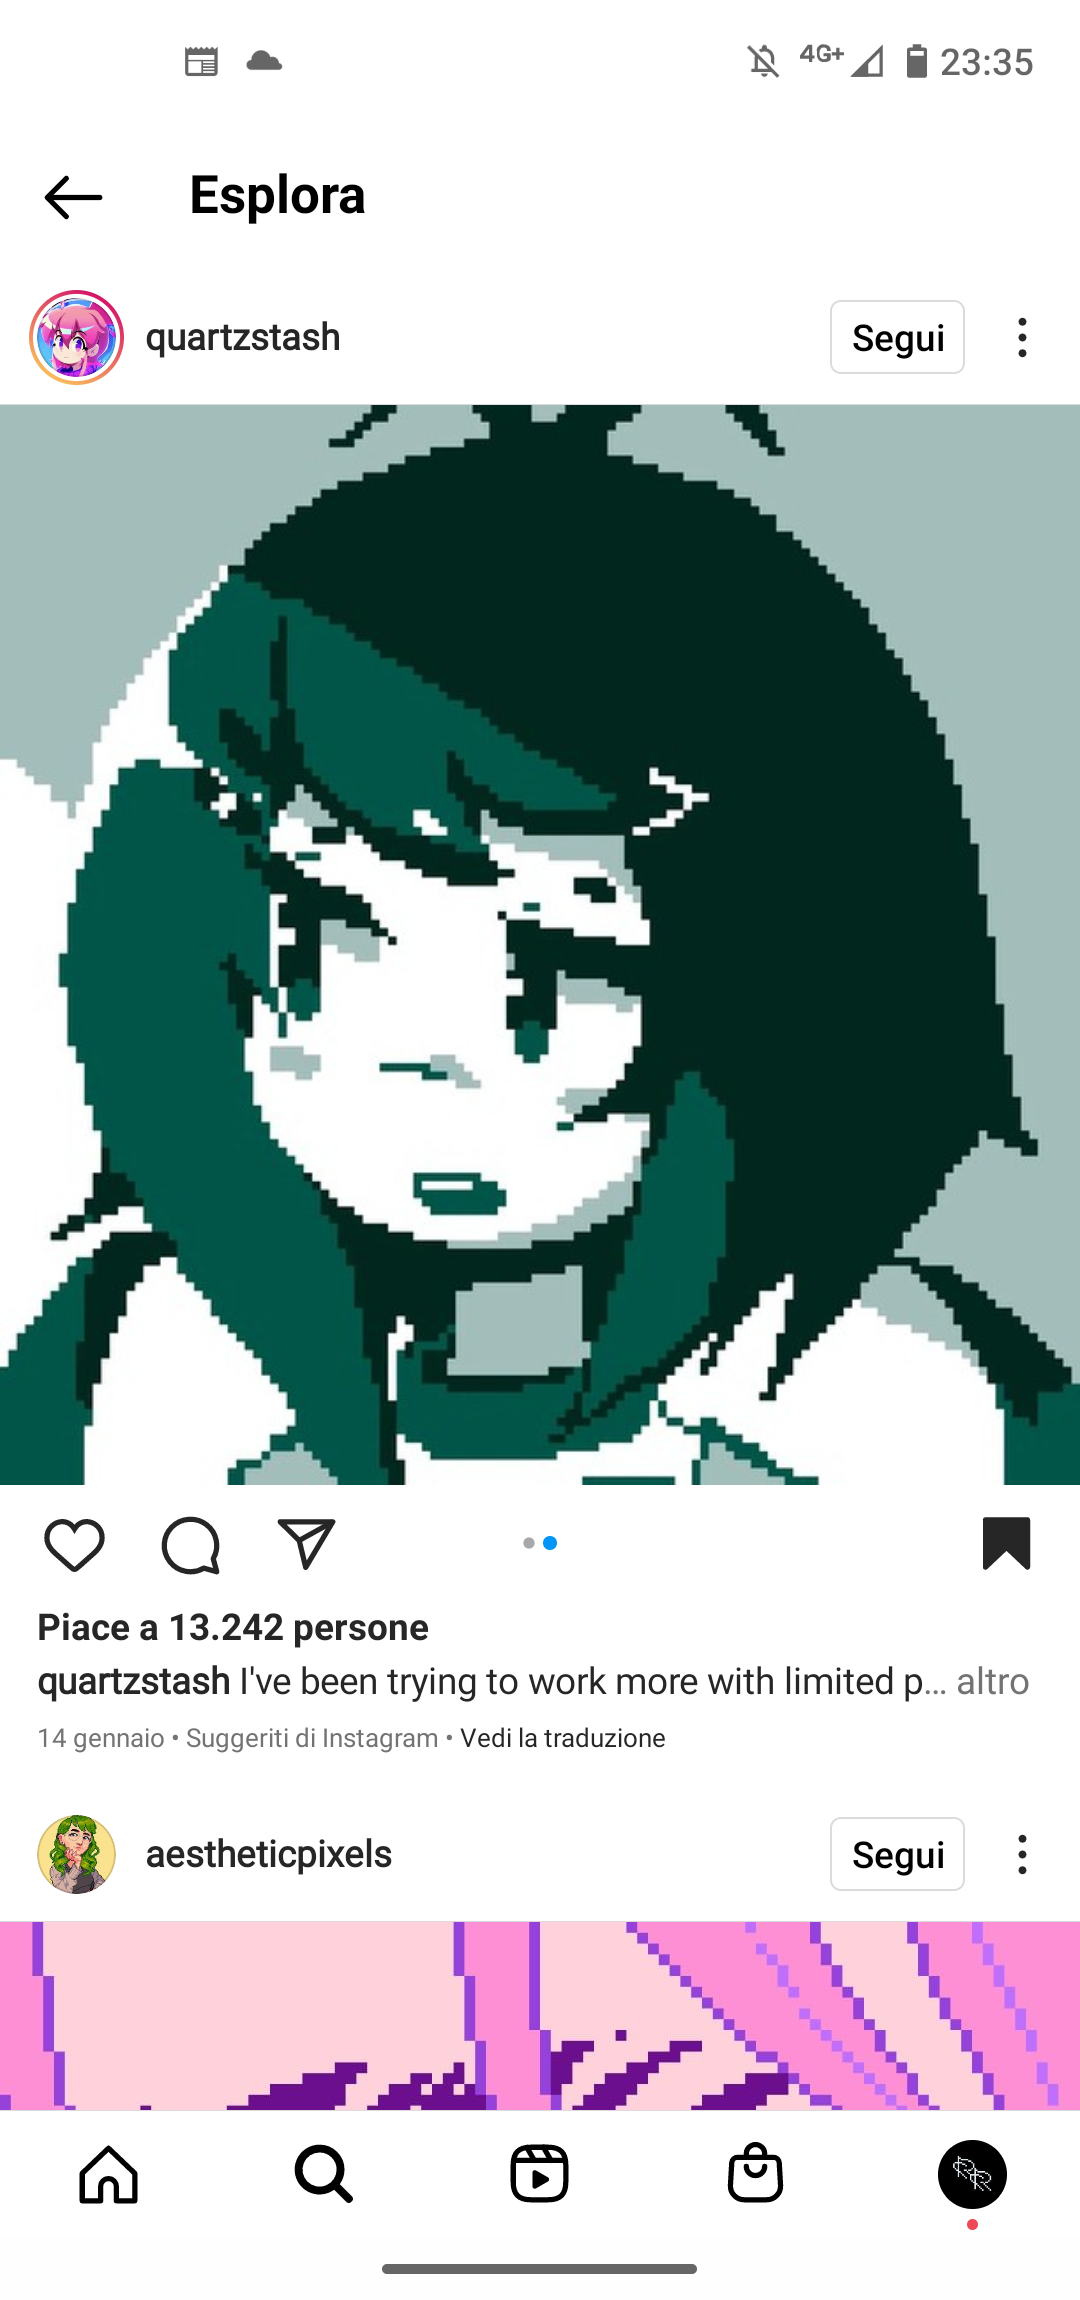 4G+ 23:35
Esplora
quartzstash Segui
Piace a 13.242 persone
quartzstash I've been trying to work more with limited p... altro
14 gennaio • Suggeriti di Instagram • Vedi la traduzione
aestheticpixels Segui